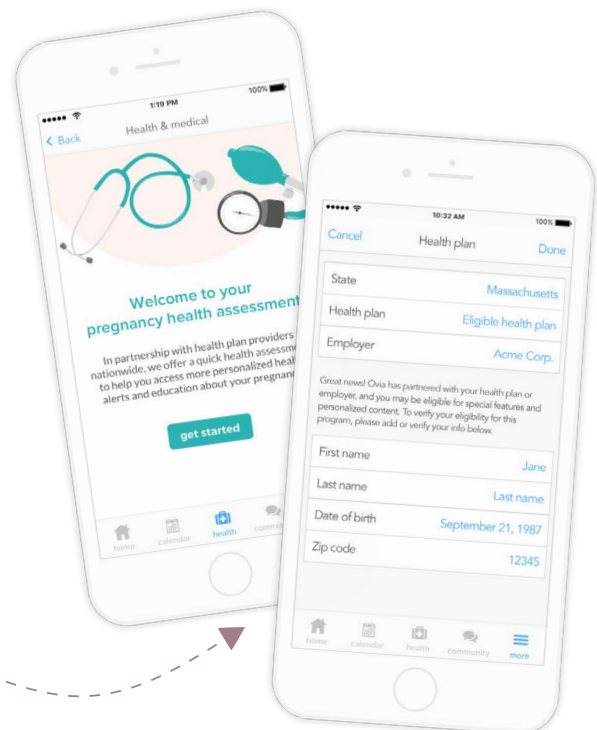 1:19 PM
100%
Back
Health & medical
Welcome to your
pregnancy health assessment
In partnership with health plan providers
nationwide, we offer a quick health
to help you access more personalized
alerts and education about your
get started
home
calendar
health
10:32 AM
100%
Cancel
Health plan
Done
State
Massachusetts
Health plan
Eligible health plan
Employer
Acme Corp.
Great news! Ovia has partnered with your health plan or
employer, and you may be eligible for special features and
personalized content. To verify your eligibility for this
program, please add or verify your info below.
First name
Jane
Last name
Last name
Date of birth
September 21, 1987
Zip code
12345
home
calendar
health
community
more